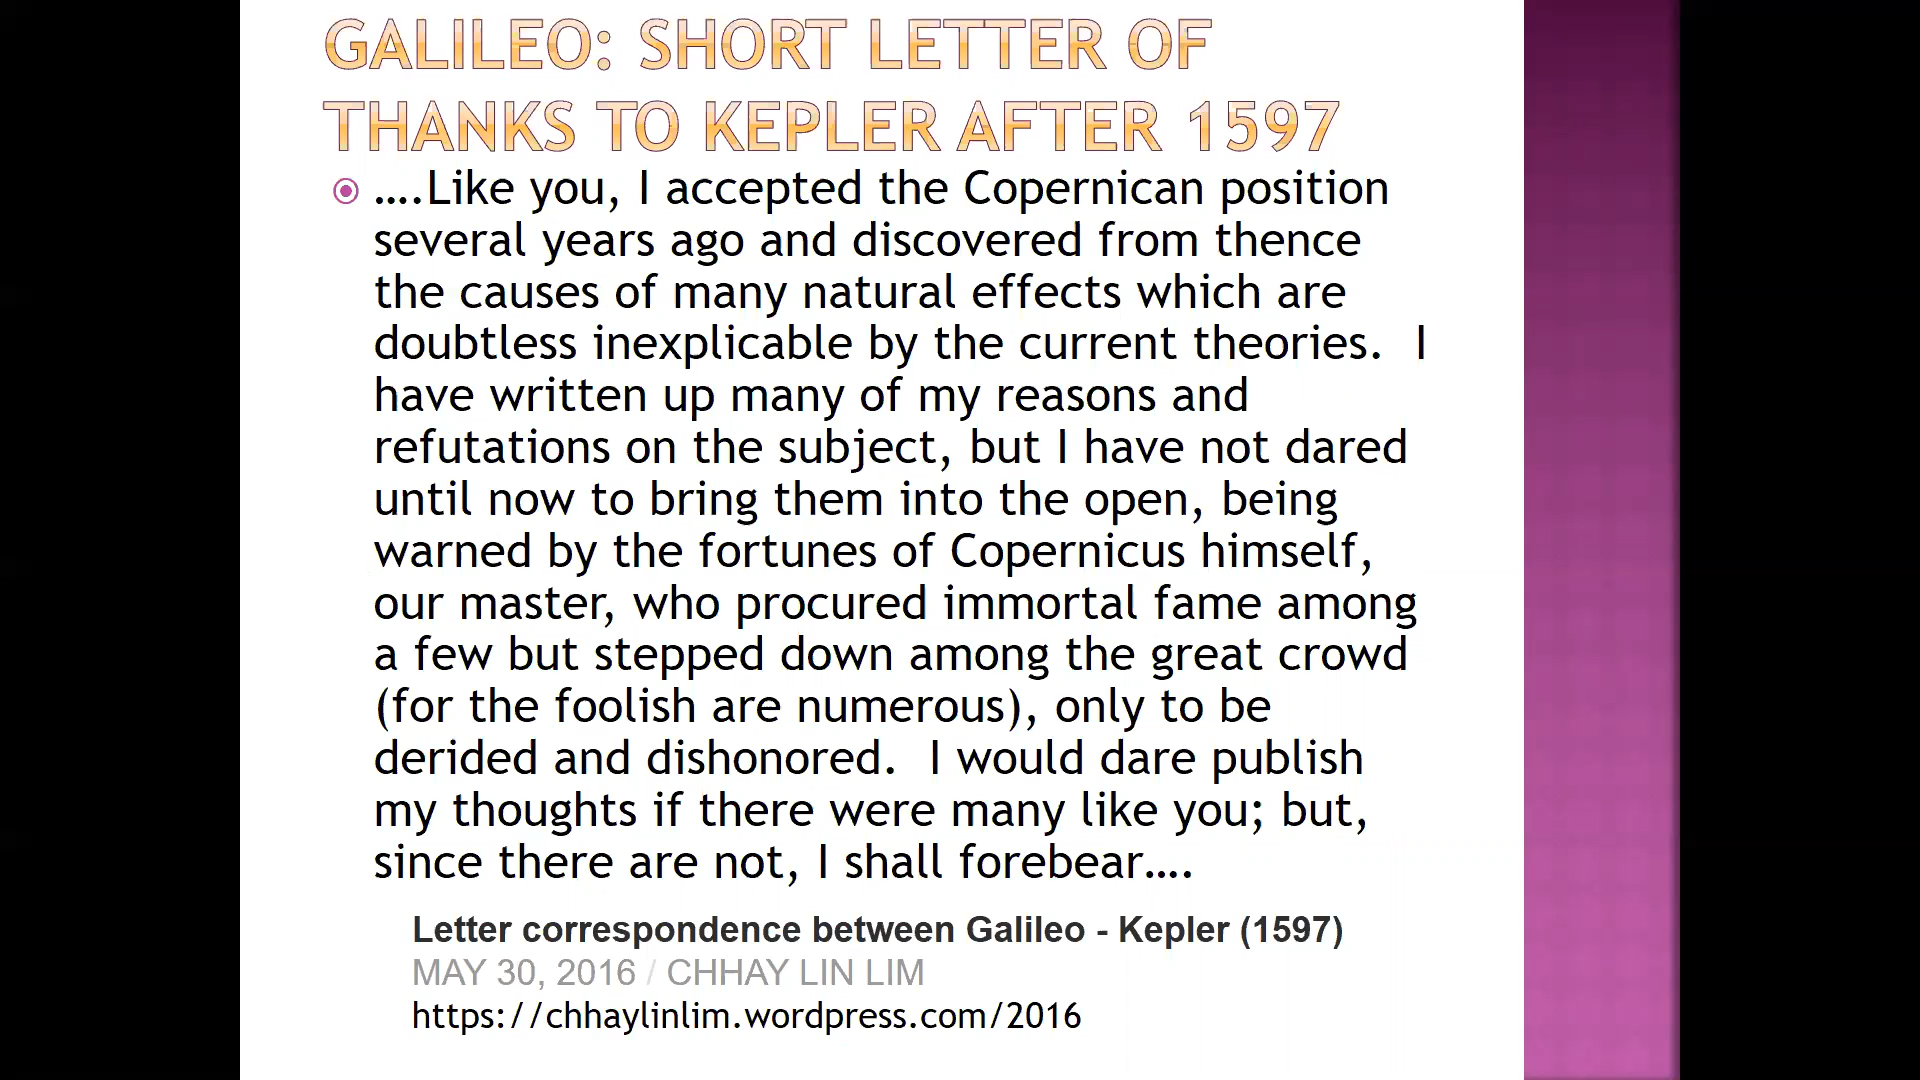 GALILEO: SHORT LETTER OF
THANKS TO KEPLER AFTER 1597
….Like you, I accepted the Copernican position
several years ago and discovered from thence
the causes of many natural effects which are
doubtless inexplicable by the current theories.  I
have written up many of my reasons and
refutations on the subject, but I have not dared
until now to bring them into the open, being
warned by the fortunes of Copernicus himself,
our master, who procured immortal fame among
a few but stepped down among the great crowd
(for the foolish are numerous), only to be
derided and dishonored.  I would dare publish
my thoughts if there were many like you; but,
since there are not, I shall forebear….
Letter correspondence between Galileo - Kepler (1597)
MAY 30, 2016 / CHHAY LIN LIM
https://chhaylinlim.wordpress.com/2016